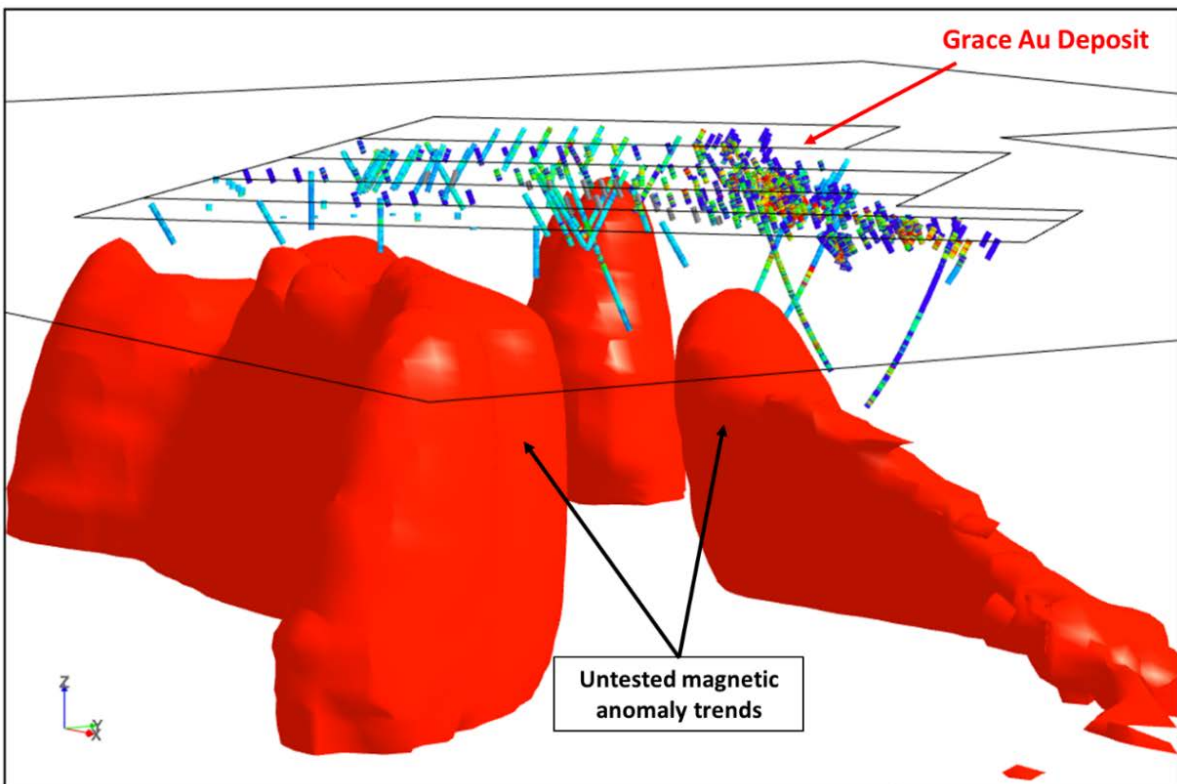 Grace Au Deposit
Untested magnetic
anomaly trends
Z
Y
X